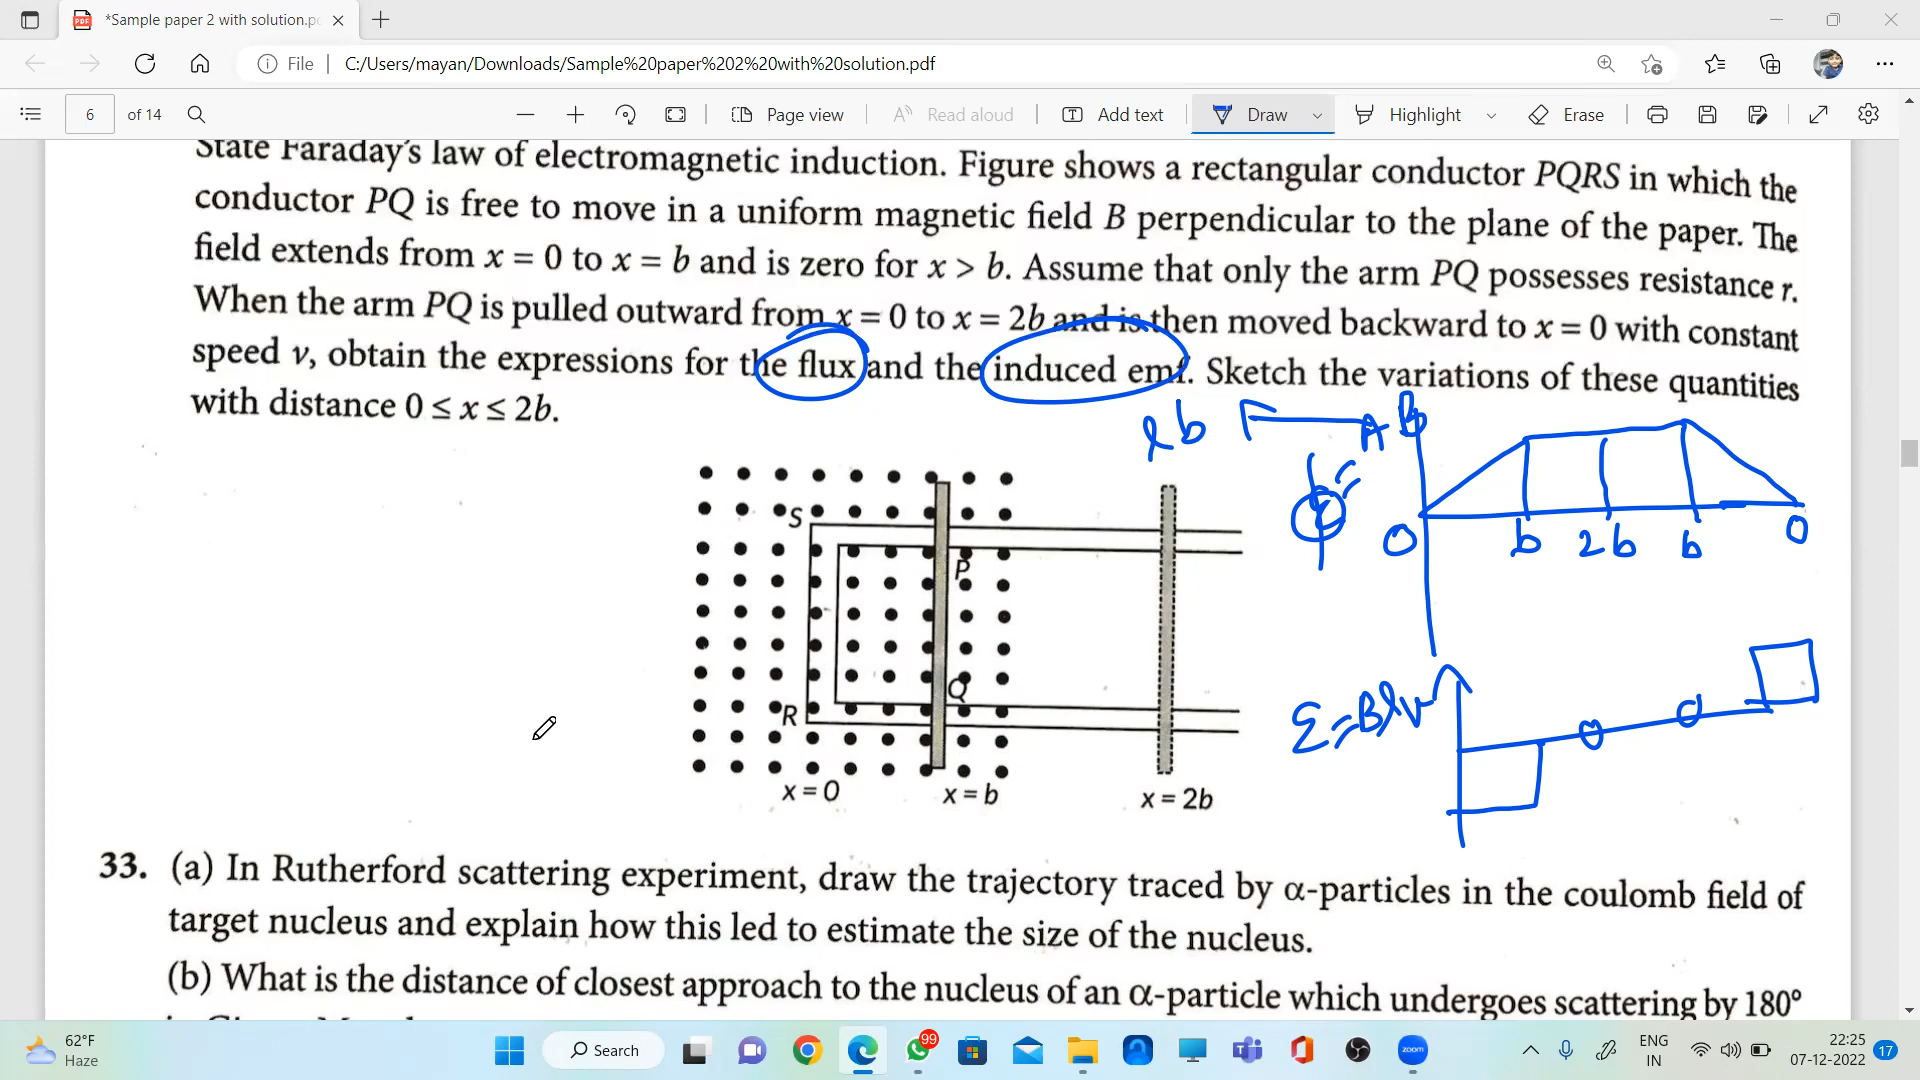 *Sample paper 2 with solution.p
File
C:/Users/mayan/Downloads/Sample%20paper%202%20with%20solution.pdf
6 of 14
Page view
Read aloud
Add text
Draw
Highlight
Erase
State Faraday's law of electromagnetic induction. Figure shows a rectangular conductor PQRS in which the
conductor PQ is free to move in a uniform magnetic field B perpendicular to the plane of the paper. The
field extends from x = 0 to x = b and is zero for x > b. Assume that only the arm PQ possesses resistance r.
When the arm PQ is pulled outward from x = 0 to x = 2b and is then moved backward to x = 0 with constant
speed v, obtain the expressions for the flux and the induced emf. Sketch the variations of these quantities
with distance 0 ≤ x ≤ 2b.
lb
S
P
Q
R
x = 0
x = b
x = 2b
0 b 2b b 0
Ɛ = Blv
33. (a) In Rutherford scattering experiment, draw the trajectory traced by α-particles in the coulomb field of
target nucleus and explain how this led to estimate the size of the nucleus.
(b) What is the distance of closest approach to the nucleus of an α-particle which undergoes scattering by 180°
62°F
Haze
Search
99
zoom
ENG
IN
22:25
07-12-2022
17